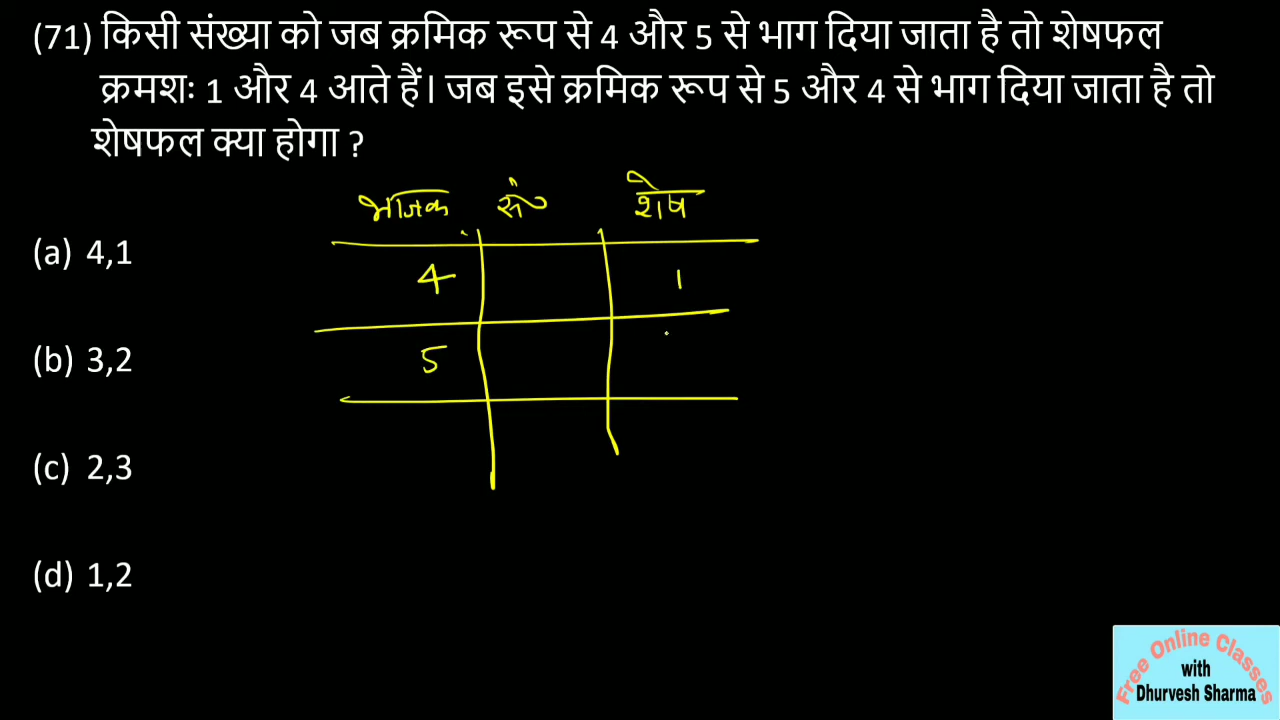 (71) किसी संख्या को जब क्रमिक रूप से 4 और 5 से भाग दिया जाता है तो शेषफल
क्रमशः 1 और 4 आते हैं। जब इसे क्रमिक रूप से 5 और 4 से भाग दिया जाता है तो
शेषफल क्या होगा ?
भाजक सं० शेष
(a) 4,1
4 1
(b) 3,2
5
(c) 2,3
(d) 1,2
Free Online Classes
with
Dhurvesh Sharma